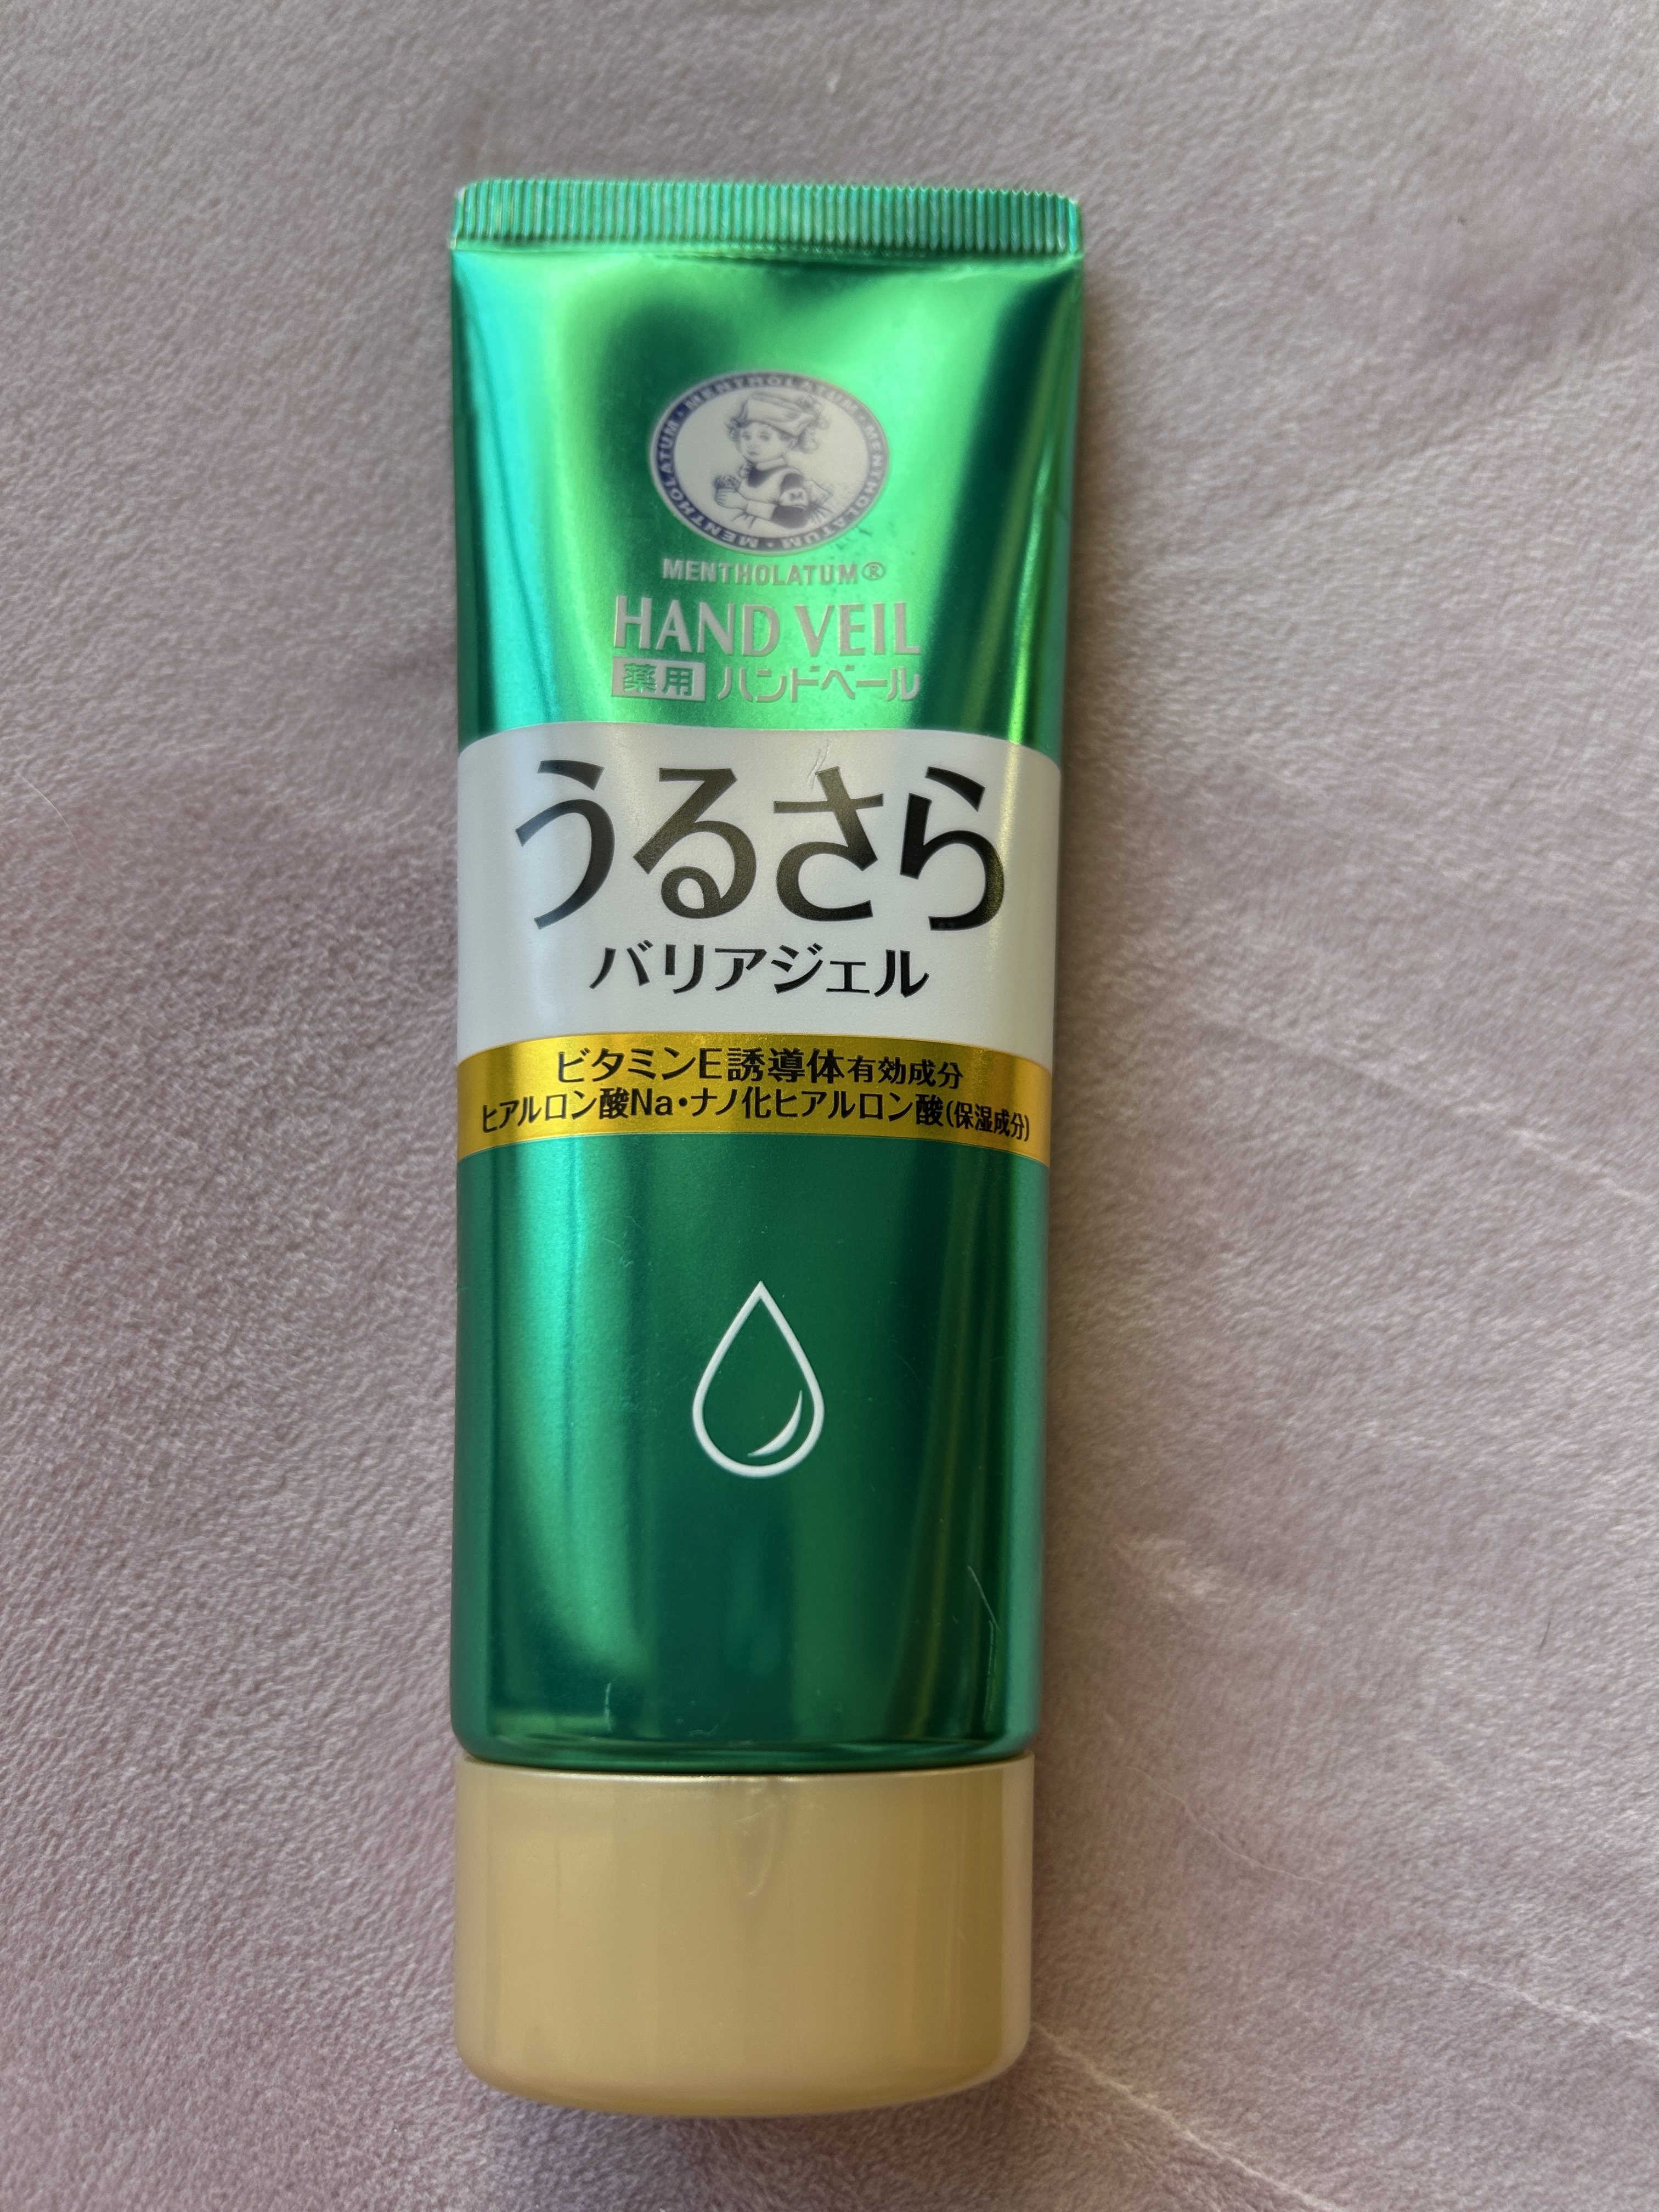 MENTHOLATUM · MENTHOLATUM · MENTHOLATUM
MENTHOLATUM®
HAND VEIL
薬用 ハンドベール
うるさら
バリアジェル
ビタミンE誘導体有効成分
ヒアルロン酸Na・ナノ化ヒアルロン酸(保湿成分)